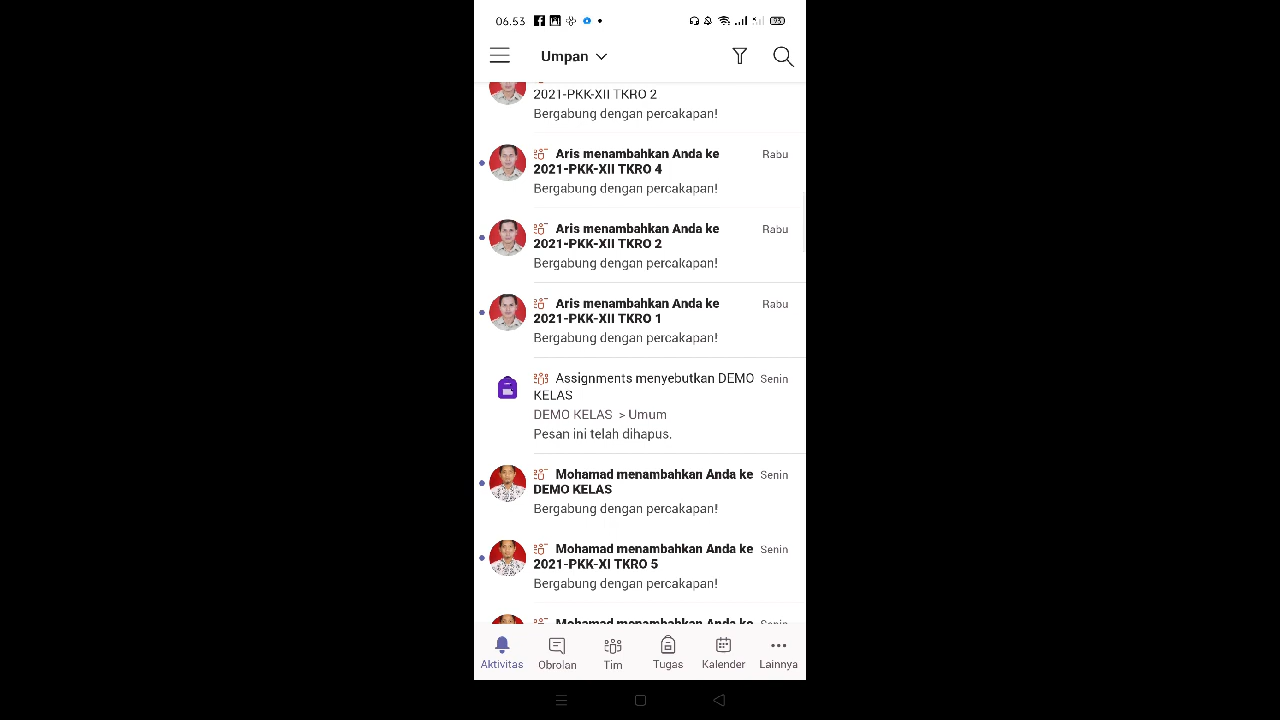 06.53
Umpan
2021-PKK-XII TKRO 2
Bergabung dengan percakapan!
Aris menambahkan Anda ke Rabu
2021-PKK-XII TKRO 4
Bergabung dengan percakapan!
Aris menambahkan Anda ke Rabu
2021-PKK-XII TKRO 2
Bergabung dengan percakapan!
Aris menambahkan Anda ke Rabu
2021-PKK-XII TKRO 1
Bergabung dengan percakapan!
Assignments menyebutkan DEMO Senin
KELAS
DEMO KELAS > Umum
Pesan ini telah dihapus.
Mohamad menambahkan Anda ke Senin
DEMO KELAS
Bergabung dengan percakapan!
Mohamad menambahkan Anda ke Senin
2021-PKK-XI TKRO 5
Bergabung dengan percakapan!
Mohamad menambahkan Anda ke Senin
Aktivitas Obrolan Tim Tugas Kalender Lainnya